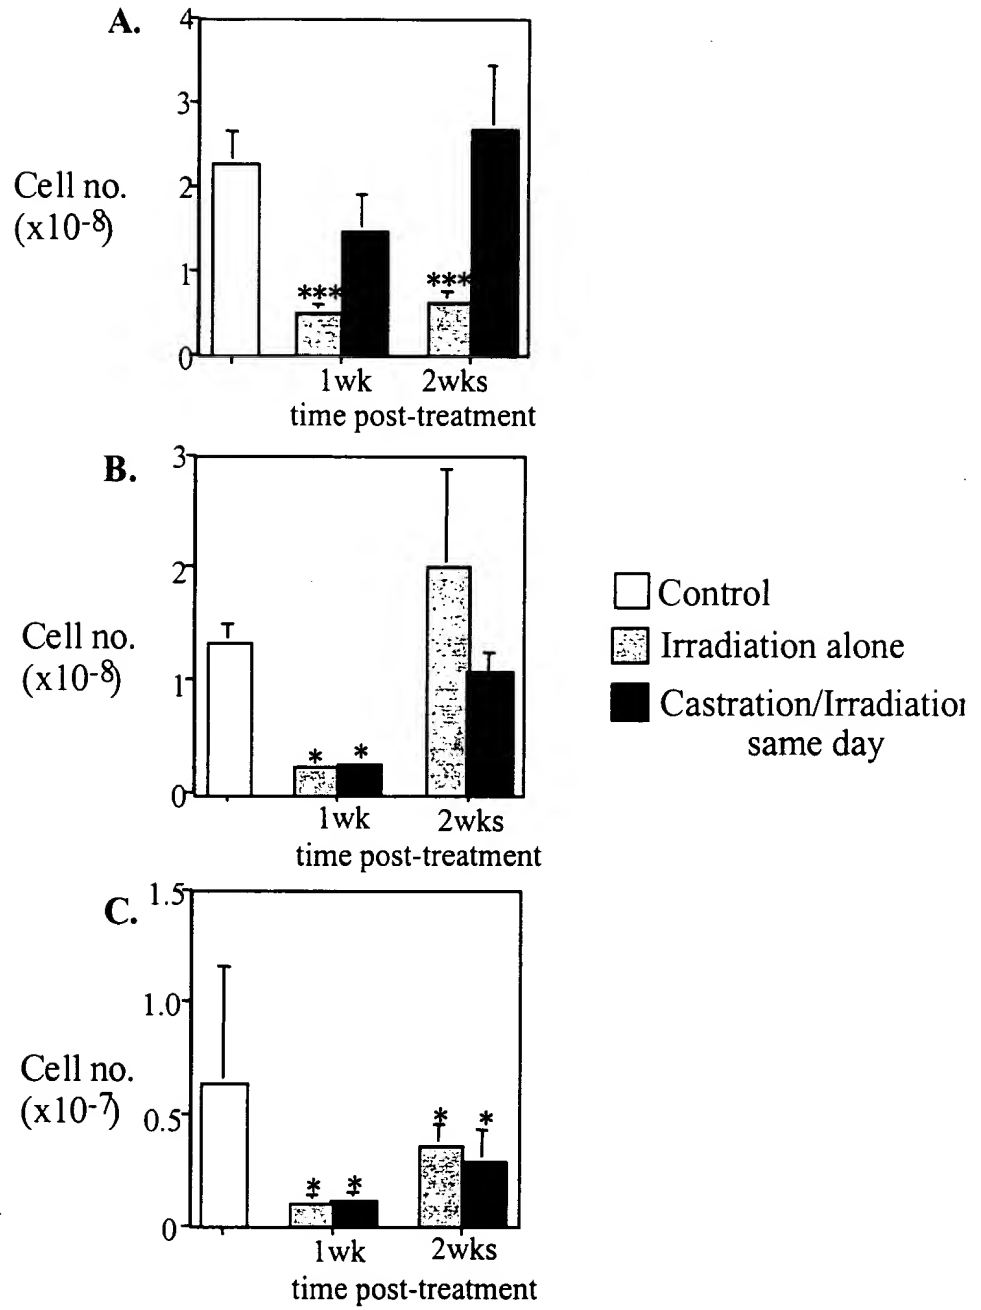 A.
4
3
2
1
0
Cell no.
(x10-8)
***
***
1wk 2wks
time post-treatment
B.
3
2
1
0
Cell no.
(x10-8)
* *
1wk 2wks
time post-treatment
C.
1.5
1.0
0.5
0
Cell no.
(x10-7)
* *
* *
1wk 2wks
time post-treatment
Control
Irradiation alone
Castration/Irradiation
same day